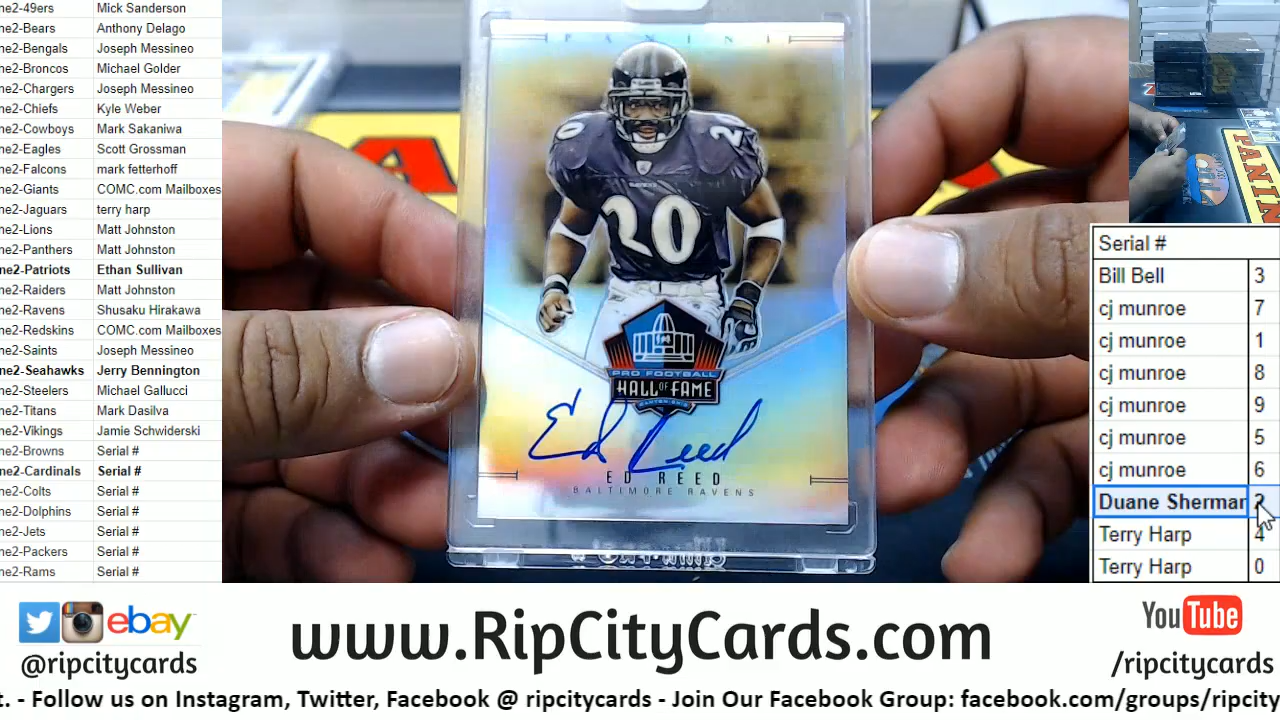 ne2-49ers Mick Sanderson
ne2-Bears Anthony Delago
ne2-Bengals Joseph Messineo
ne2-Broncos Michael Golder
ne2-Chargers Joseph Messineo
ne2-Chiefs Kyle Weber
ne2-Cowboys Mark Sakaniwa
ne2-Eagles Scott Grossman
ne2-Falcons mark fetterhoff
ne2-Giants COMC.com Mailboxes
ne2-Jaguars terry harp
ne2-Lions Matt Johnston
ne2-Panthers Matt Johnston
ne2-Patriots Ethan Sullivan
ne2-Raiders Matt Johnston
ne2-Ravens Shusaku Hirakawa
ne2-Redskins COMC.com Mailboxes
ne2-Saints Joseph Messineo
ne2-Seahawks Jerry Bennington
ne2-Steelers Michael Gallucci
ne2-Titans Mark Dasilva
ne2-Vikings Jamie Schwiderski
ne2-Browns Serial #
ne2-Cardinals Serial #
ne2-Colts Serial #
ne2-Dolphins Serial #
ne2-Jets Serial #
ne2-Packers Serial #
ne2-Rams Serial #
PANINI
20
20
20
PRO FOOTBALL
HALL OF FAME
Ed Reed
ED REED
BALTIMORE RAVENS
PANINI
Serial #
Bill Bell 3
cj munroe 7
cj munroe 1
cj munroe 8
cj munroe 9
cj munroe 5
cj munroe 6
Duane Sherman 2
Terry Harp 4
Terry Harp 0
ebay
@ripcitycards
www.RipCityCards.com
YouTube
/ripcitycards
t. - Follow us on Instagram, Twitter, Facebook @ ripcitycards - Join Our Facebook Group: facebook.com/groups/ripcity